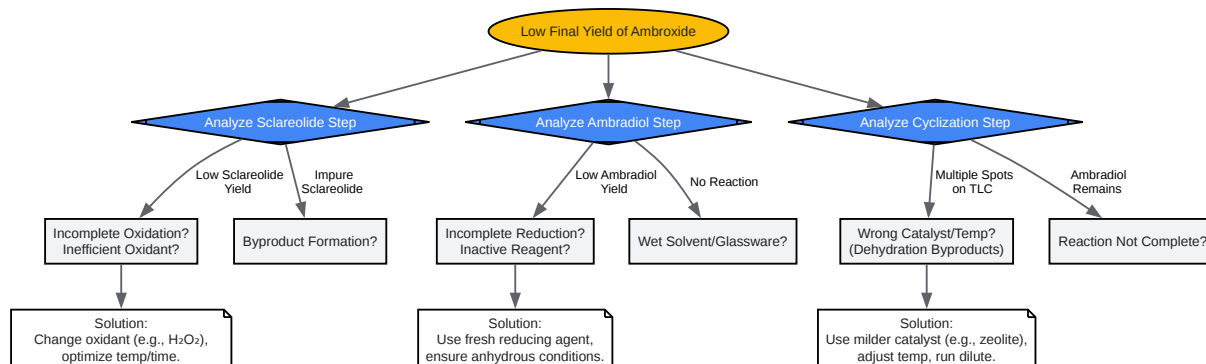 Low Final Yield of Ambroxide
Analyze Sclareolide Step
Analyze Ambradiol Step
Analyze Cyclization Step
Low Sclareolide
Yield
Impure
Sclareolide
Low Ambradiol
Yield
No Reaction
Multiple Spots
on TLC
Ambradiol
Remains
Incomplete Oxidation?
Inefficient Oxidant?
Byproduct Formation?
Incomplete Reduction?
Inactive Reagent?
Wet Solvent/Glassware?
Wrong Catalyst/Temp?
(Dehydration Byproducts)
Reaction Not Complete?
Solution:
Change oxidant (e.g., H₂O₂),
optimize temp/time.
Solution:
Use fresh reducing agent,
ensure anhydrous conditions.
Solution:
Use milder catalyst (e.g., zeolite),
adjust temp, run dilute.